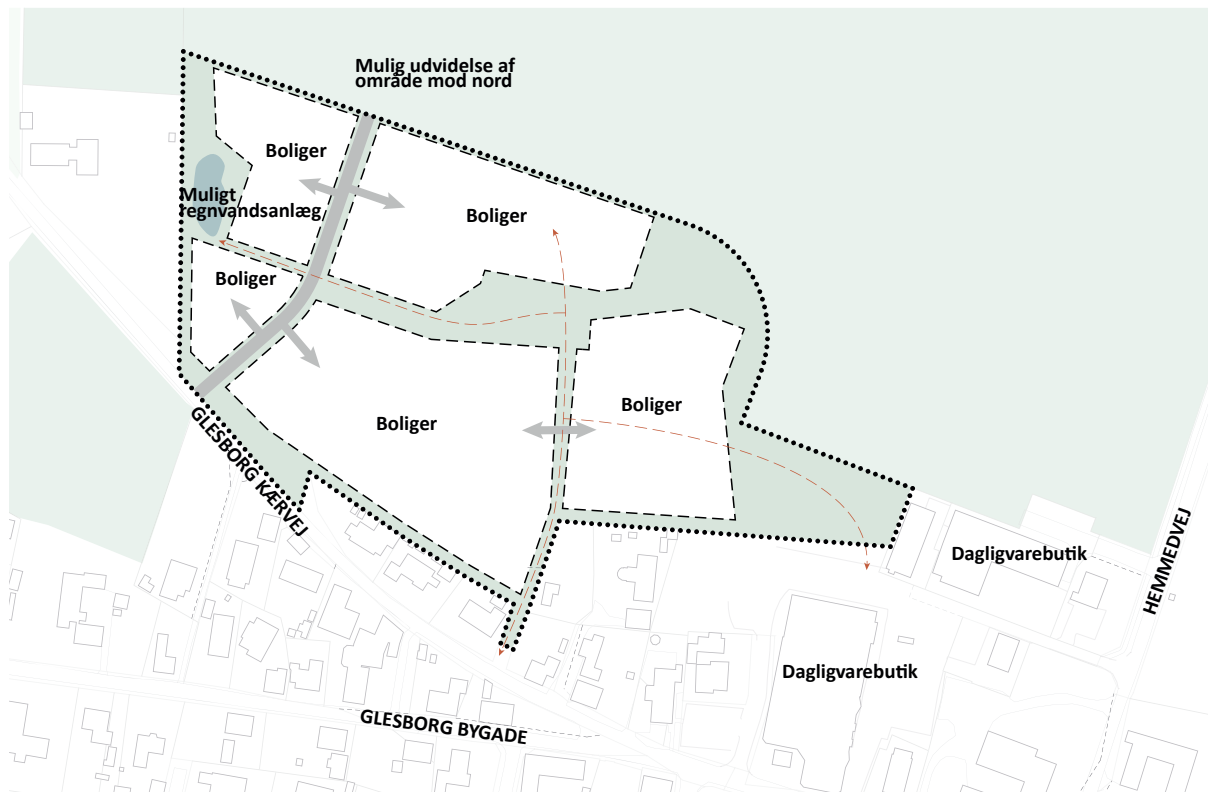 Mulig udvidelse af
område mod nord
Boliger
Muligt
regnvandsanlæg
Boliger
Boliger
Boliger
Boliger
GLESBORG KÆRVEJ
Dagligvarebutik
HEMMEDVEJ
Dagligvarebutik
GLESBORG BYGADE